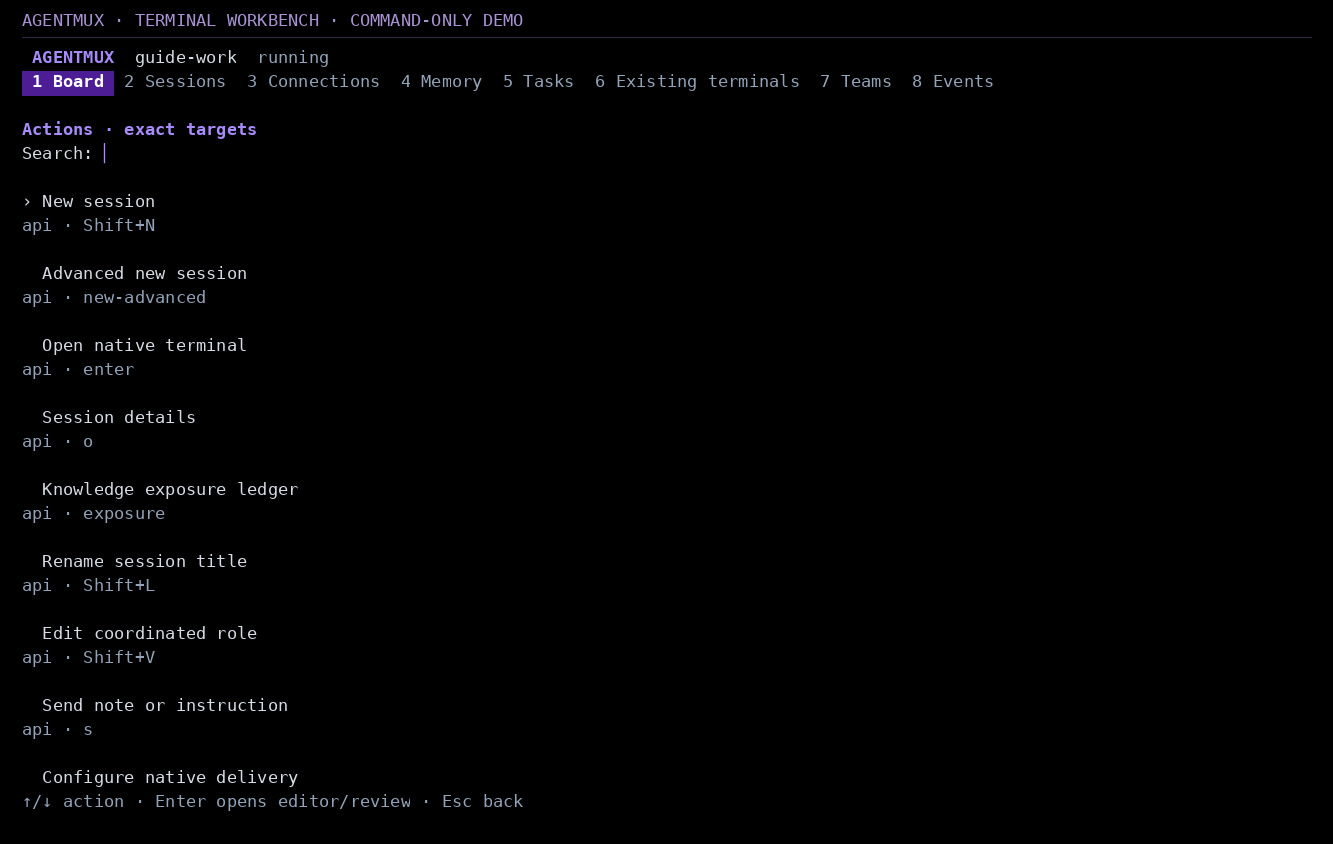 AGENTMUX · TERMINAL WORKBENCH · COMMAND-ONLY DEMO
AGENTMUX guide-work running
1 Board 2 Sessions 3 Connections 4 Memory 5 Tasks 6 Existing terminals 7 Teams 8 Events
Actions · exact targets
Search:
› New session
api · Shift+N
Advanced new session
api · new-advanced
Open native terminal
api · enter
Session details
api · o
Knowledge exposure ledger
api · exposure
Rename session title
api · Shift+L
Edit coordinated role
api · Shift+V
Send note or instruction
api · s
Configure native delivery
↑/↓ action · Enter opens editor/review · Esc back